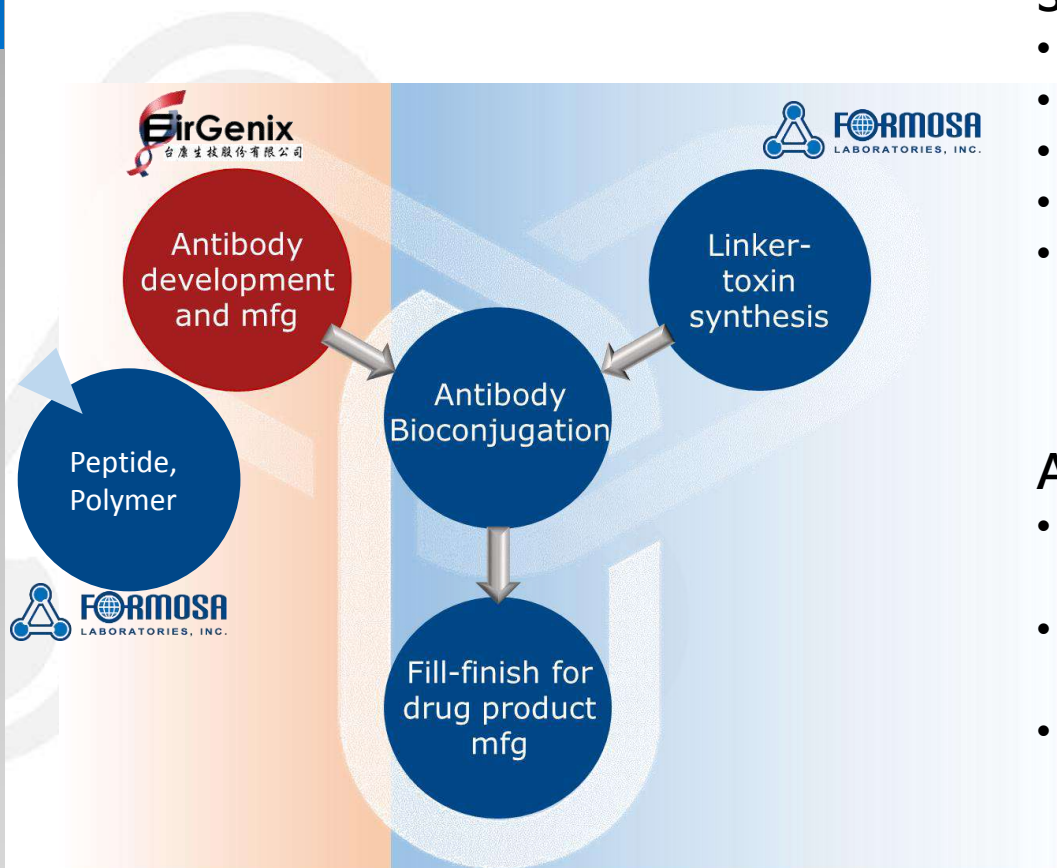 EirGenix
台康生技股份有限公司
FORMOSA
LABORATORIES, INC.
Antibody
development
and mfg
Linker-
toxin
synthesis
Antibody
Bioconjugation
Peptide,
Polymer
FORMOSA
LABORATORIES, INC.
Fill-finish for
drug product
mfg
A